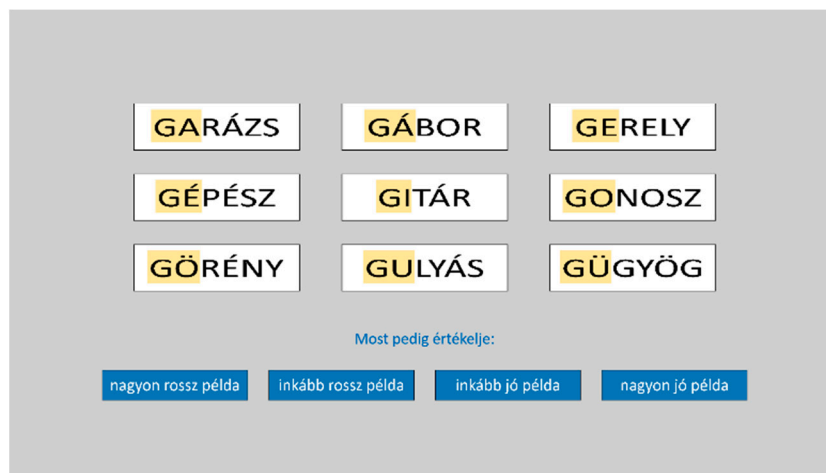 GARÁZS GÁBOR GERELY
GÉPÉSZ GITÁR GONOSZ
GÖRÉNY GULYÁS GÜGYÖG
Most pedig értékelje:
nagyon rossz példa inkább rossz példa inkább jó példa nagyon jó példa